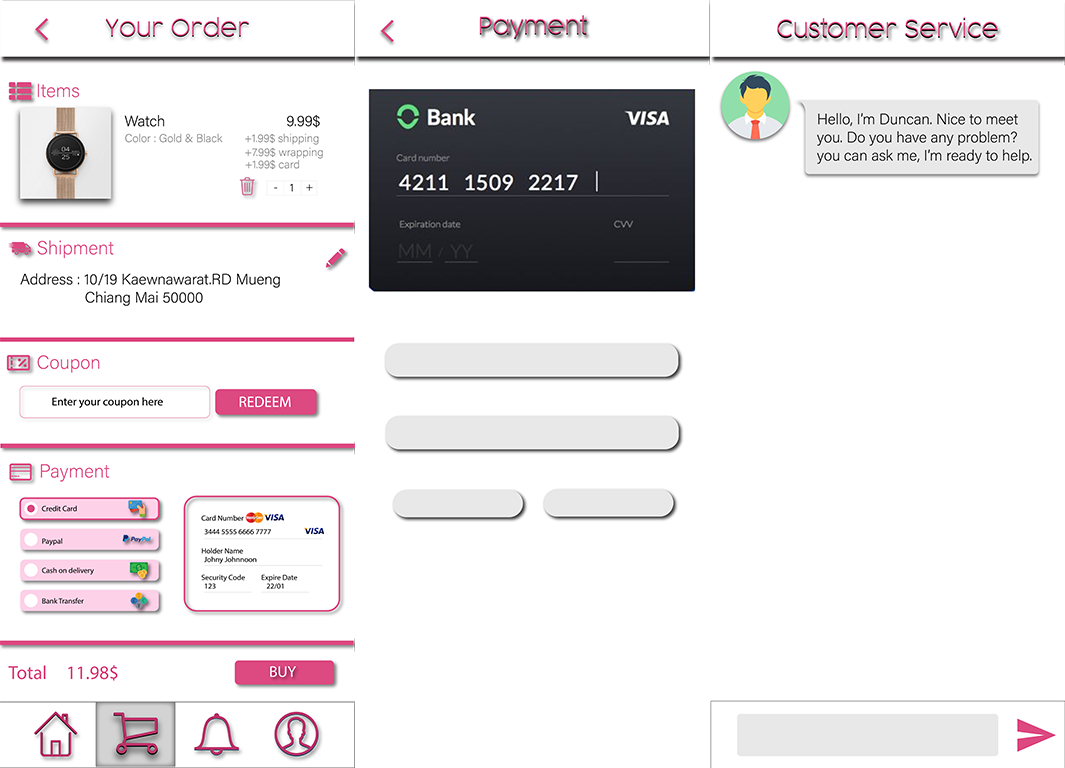 Your Order
Items
Watch 9.99$
Color : Gold & Black +1.99$ shipping
+7.99$ wrapping
+1.99$ card
04
25
- 1 +
Shipment
Address : 10/19 Kaewnawarat.RD Mueng
Chiang Mai 50000
Coupon
Enter your coupon here REDEEM
Payment
Credit Card
Paypal PayPal
Cash on delivery
Bank Transfer
Card Number VISA
3444 5555 6666 7777 VISA
Holder Name
Johny Johnnoon
Security Code Expire Date
123 22/01
Total 11.98$ BUY
Payment
Bank VISA
Card number
4211 1509 2217
Expiration date CVV
MM / YY
Customer Service
Hello, I'm Duncan. Nice to meet
you. Do you have any problem?
you can ask me, I'm ready to help.